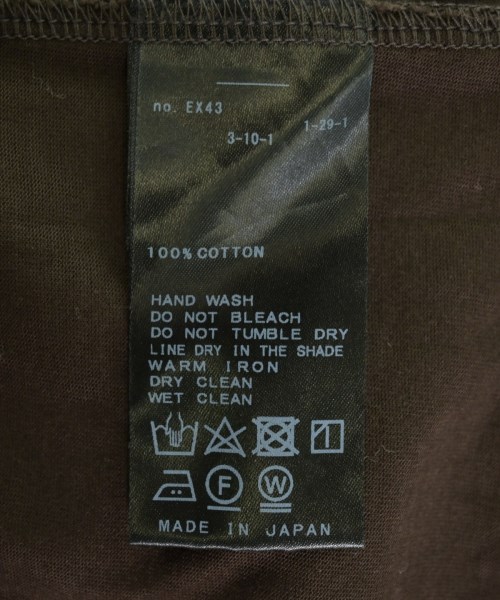 no. EX43
3-10-1 1-29-1
100% COTTON
HAND WASH
DO NOT BLEACH
DO NOT TUMBLE DRY
LINE DRY IN THE SHADE
WARM IRON
DRY CLEAN
WET CLEAN
F W
MADE IN JAPAN